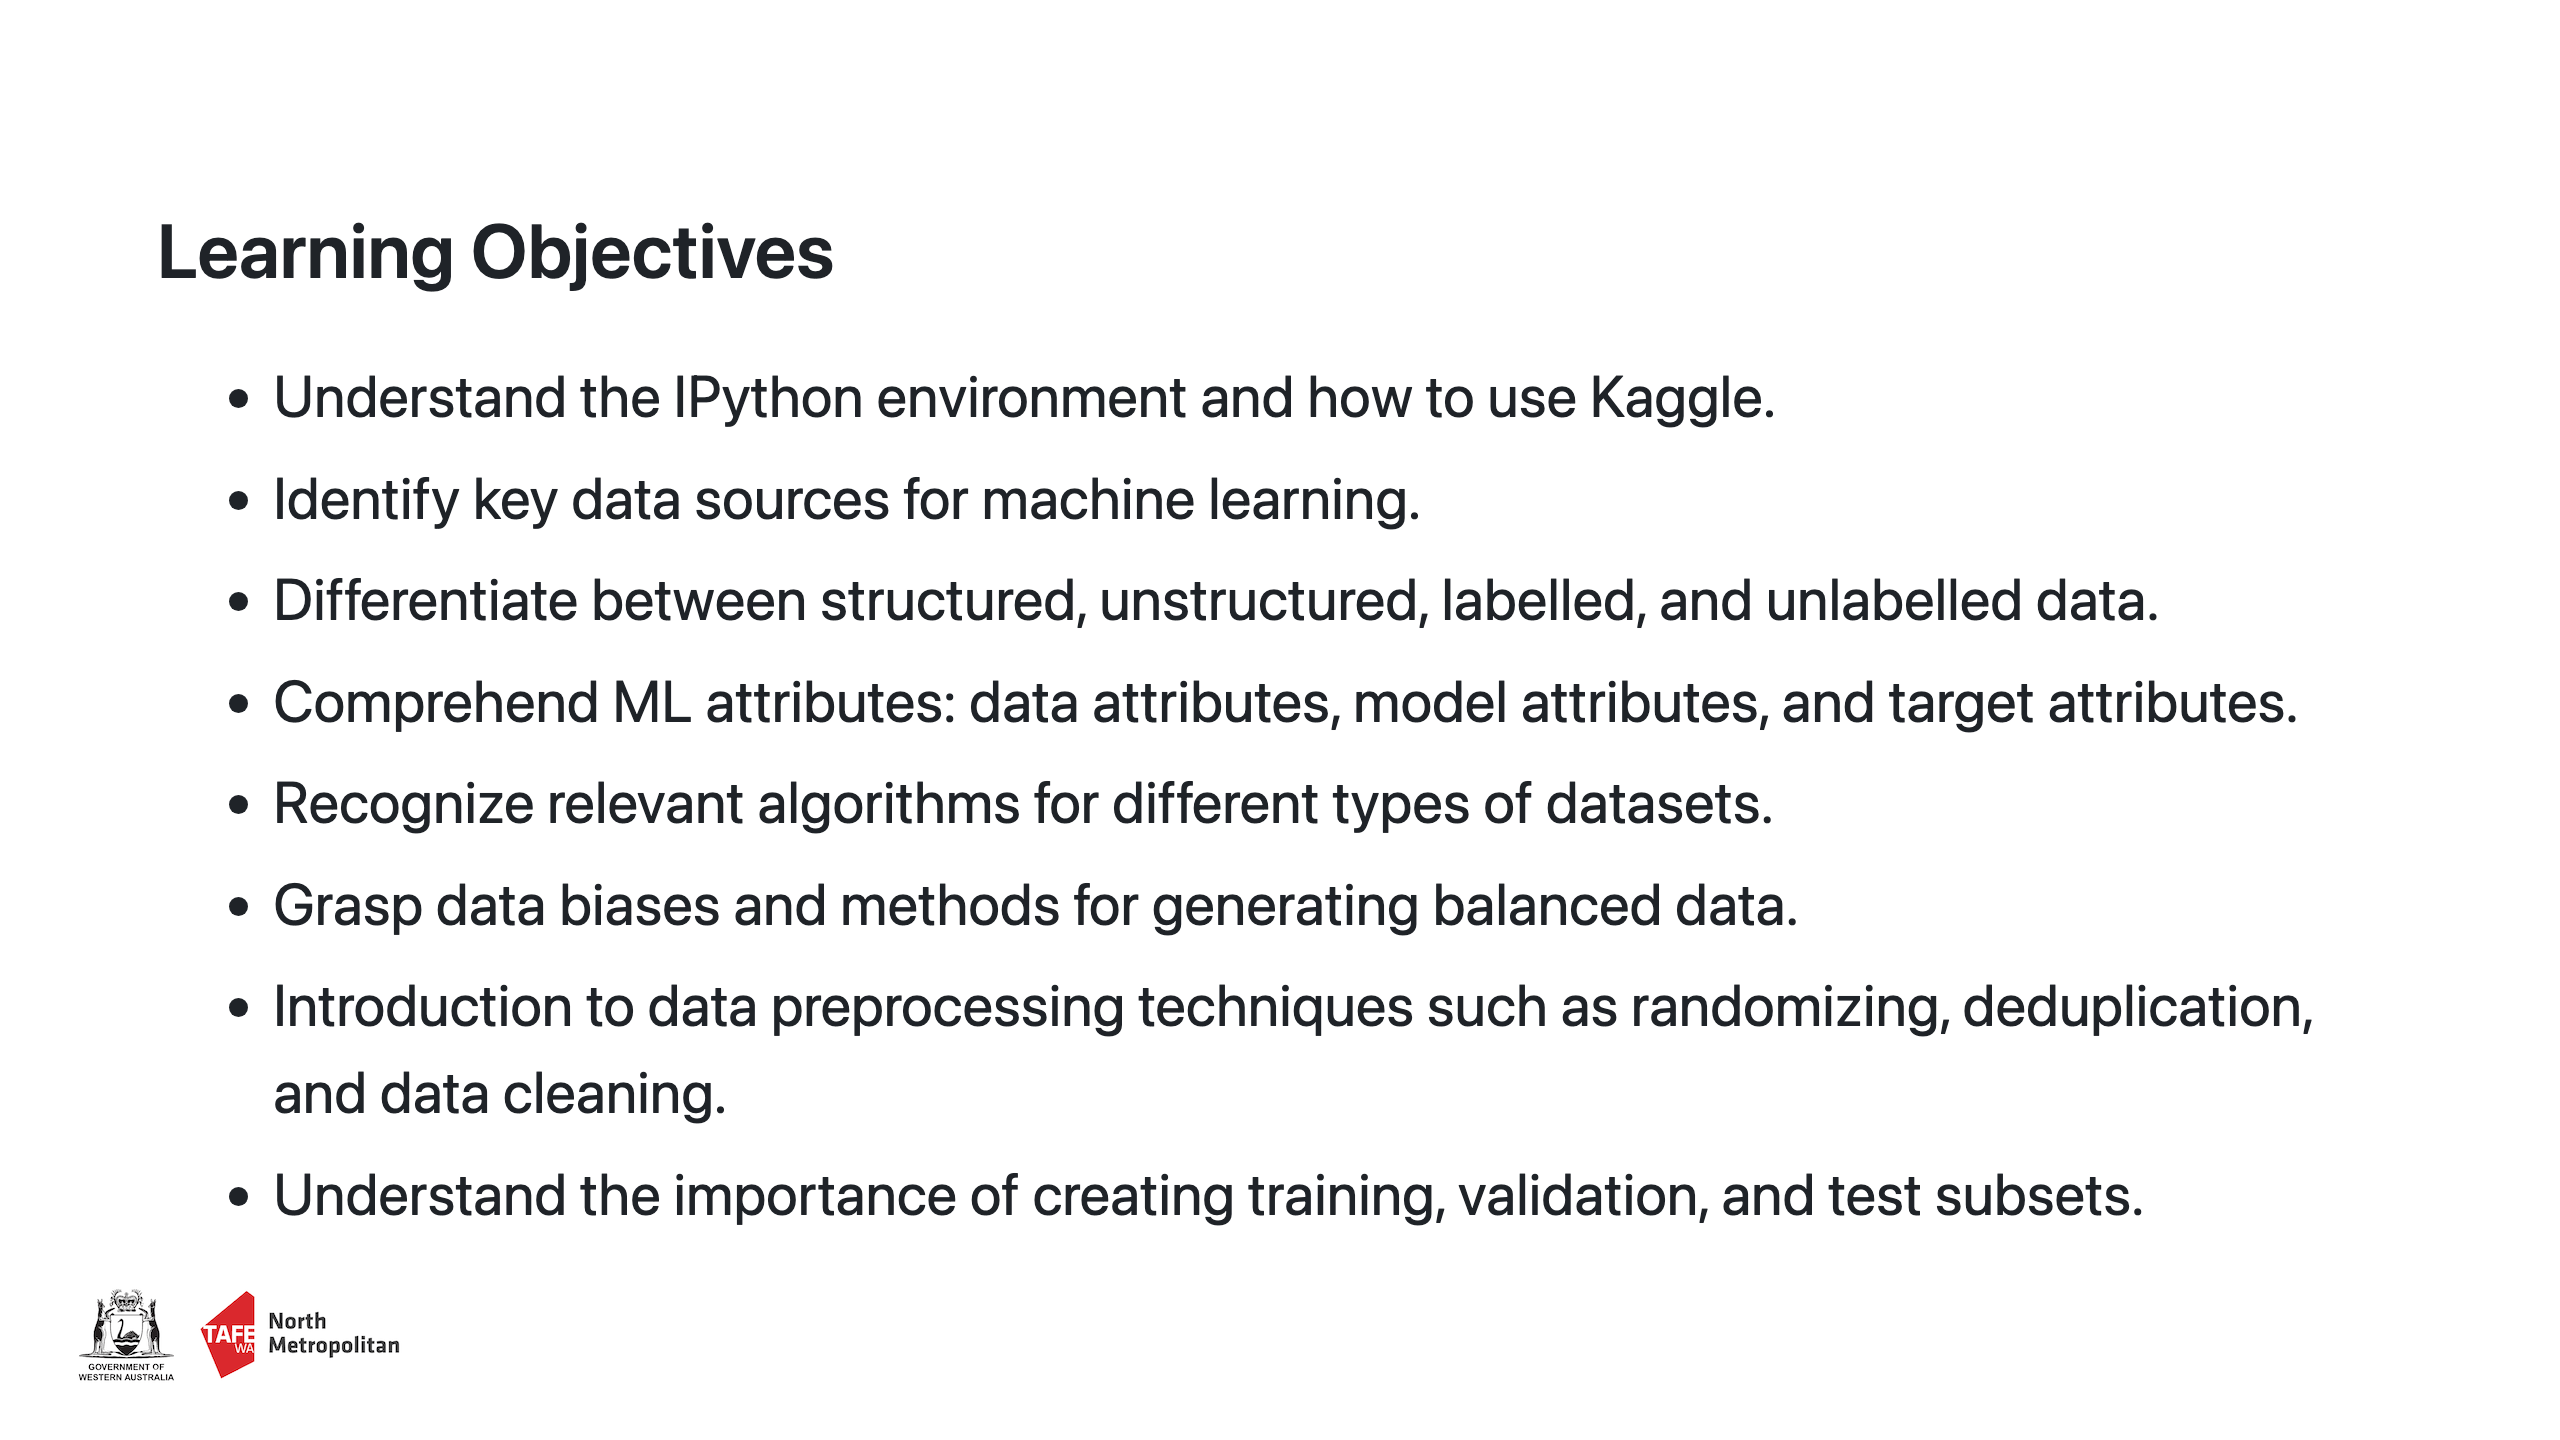 Learning Objectives
• Understand the IPython environment and how to use Kaggle.
• Identify key data sources for machine learning.
• Differentiate between structured, unstructured, labelled, and unlabelled data.
• Comprehend ML attributes: data attributes, model attributes, and target attributes.
• Recognize relevant algorithms for different types of datasets.
• Grasp data biases and methods for generating balanced data.
• Introduction to data preprocessing techniques such as randomizing, deduplication,
and data cleaning.
• Understand the importance of creating training, validation, and test subsets.
GOVERNMENT OF
WESTERN AUSTRALIA
TAFE
WA
North
Metropolitan